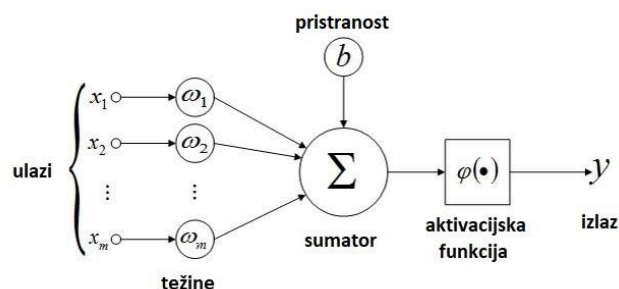 pristranost
b
x₁ ω₁
x₂ ω₂
ulazi
⋮ ⋮
Σ
φ(•)
y
xₘ ωₘ
sumator
aktivacijska
funkcija
izlaz
težine